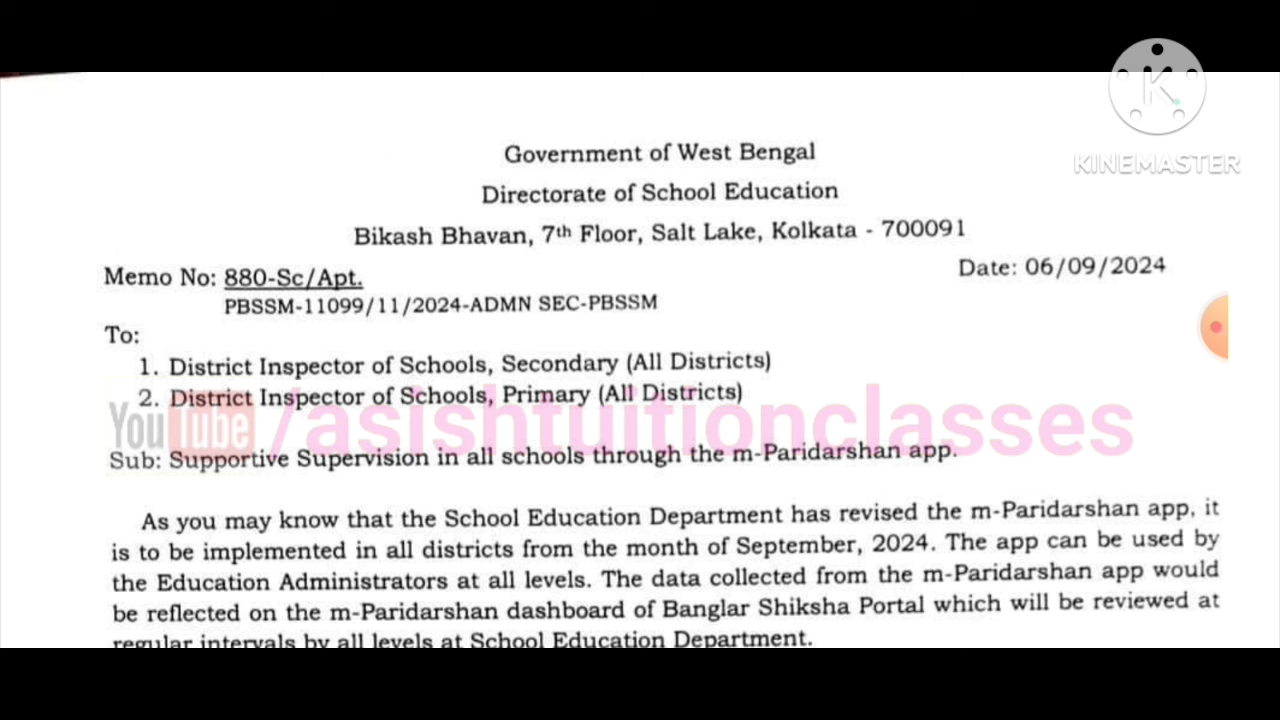 KINEMASTER
Government of West Bengal
Directorate of School Education
Bikash Bhavan, 7th Floor, Salt Lake, Kolkata - 700091
Memo No: 880-Sc/Apt. Date: 06/09/2024
PBSSM-11099/11/2024-ADMN SEC-PBSSM
To:
1. District Inspector of Schools, Secondary (All Districts)
2. District Inspector of Schools, Primary (All Districts)
YouTube/asishtuitionclasses
Sub: Supportive Supervision in all schools through the m-Paridarshan app.
As you may know that the School Education Department has revised the m-Paridarshan app, it
is to be implemented in all districts from the month of September, 2024. The app can be used by
the Education Administrators at all levels. The data collected from the m-Paridarshan app would
be reflected on the m-Paridarshan dashboard of Banglar Shiksha Portal which will be reviewed at
regular intervals by all levels at School Education Department.